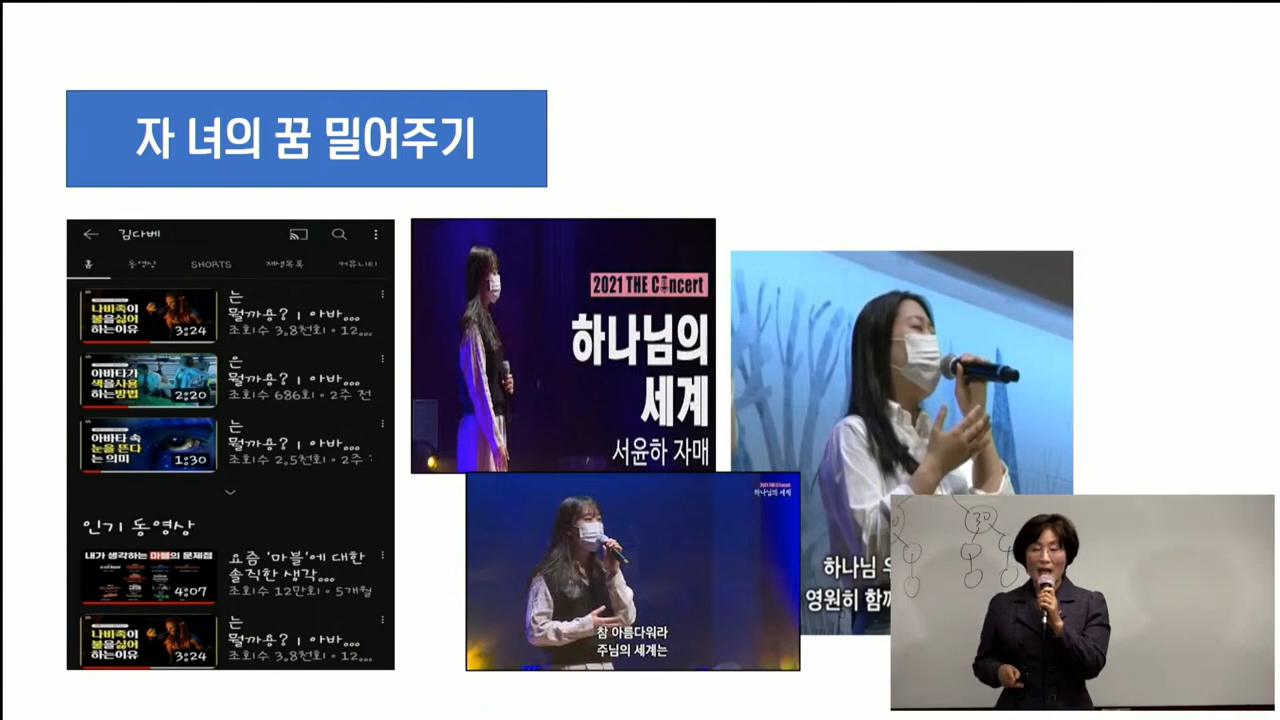 자 녀의 꿈 밀어주기
김다베
홈 동영상 SHORTS 재생목록 커뮤니티
나비족이
불을싫어
하는이유
3:24
는
뭘까용? | 아바...
조회수 3.8천회 • 12...
아바타가
색을사용
하는방법
2:20
은
뭘까용? | 아바...
조회수 686회 • 2주 전
아바타 속
눈을 뜬다
는 의미
1:30
는
뭘까용? | 아바...
조회수 2.5천회 • 2주
인기 동영상
내가 생각하는 마블의 문제점
4:07
요즘 '마블'에 대한
솔직한 생각...
조회수 12만회 • 5개월
나비족이
불을싫어
하는이유
3:24
는
뭘까용? | 아바...
조회수 3.8천회 • 12...
2021 THE Concert
하나님의
세계
서윤하 자매
2021 THE Concert
하나님의 세계
참 아름다워라
주님의 세계는
하나님
영원히 함께
꿈